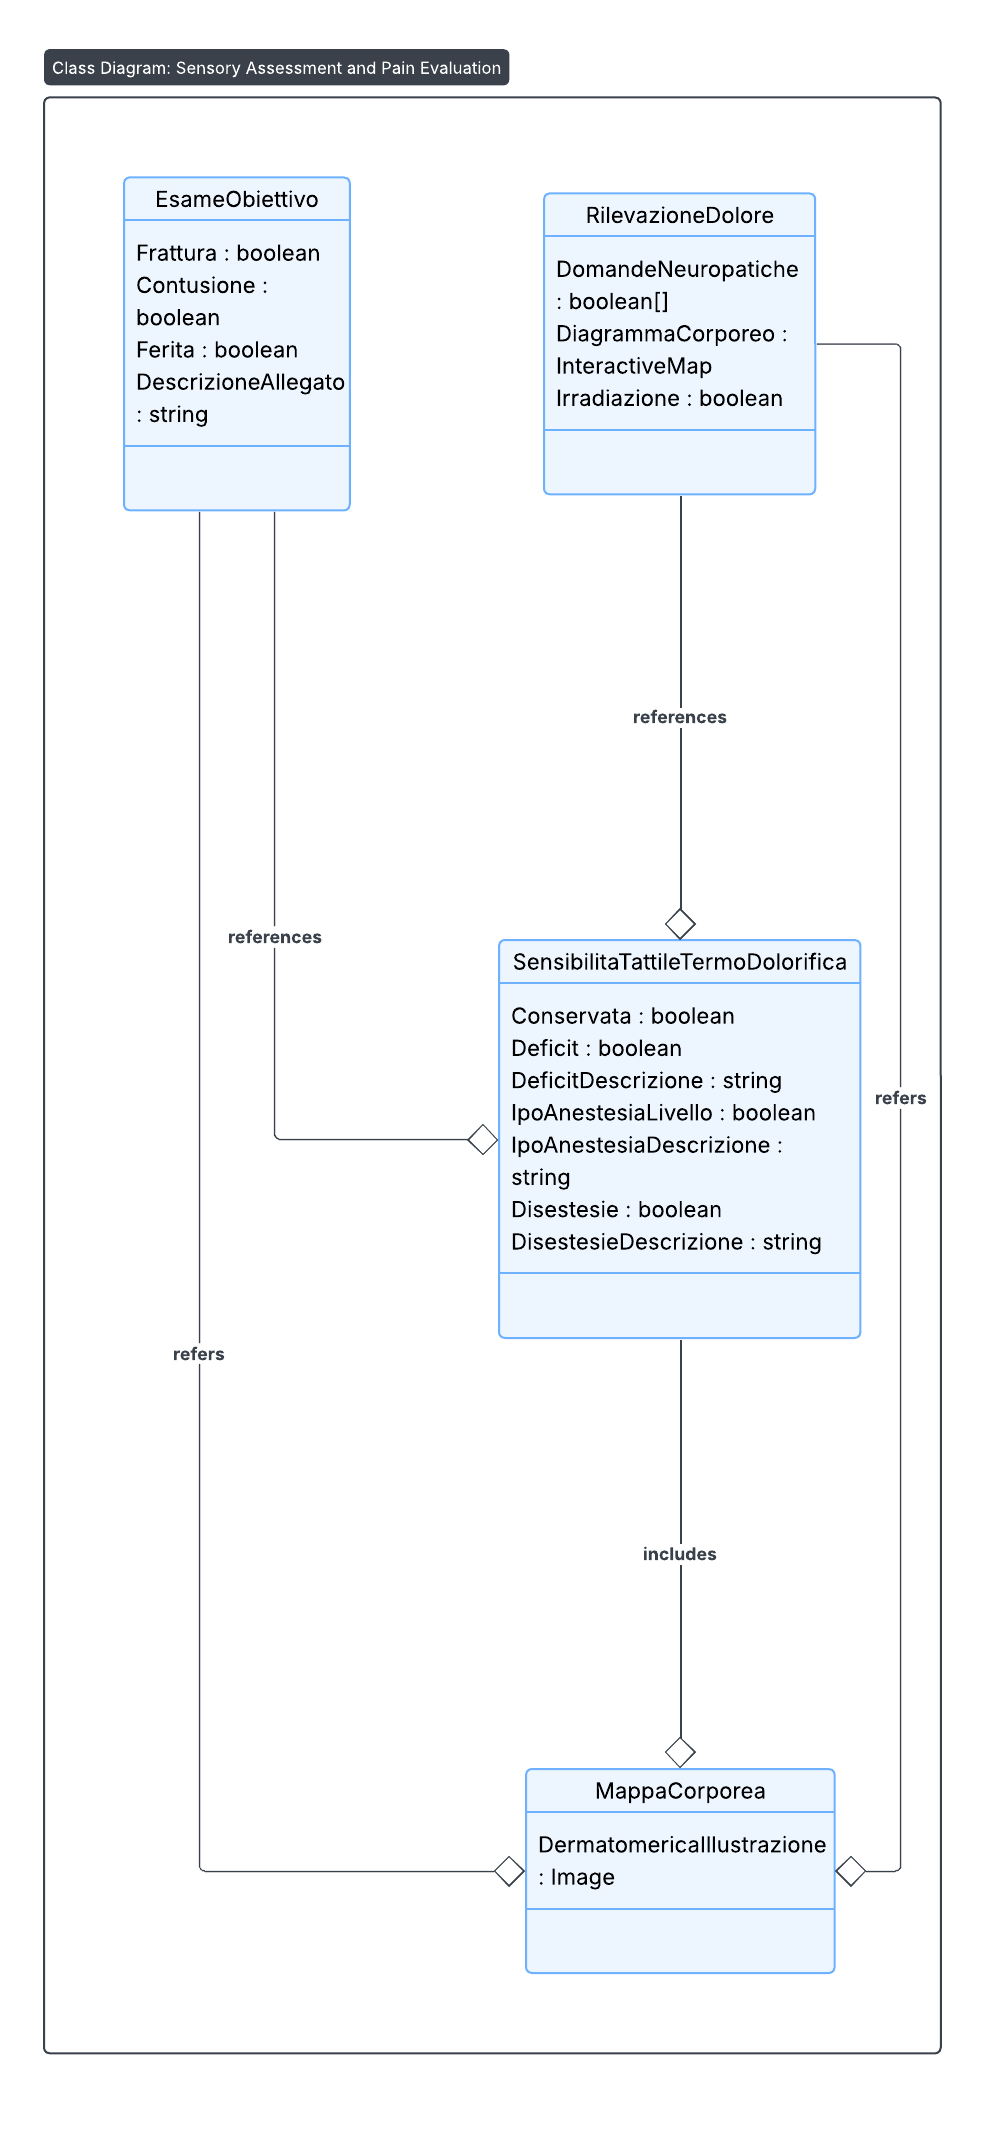 Class Diagram: Sensory Assessment and Pain Evaluation
EsameObiettivo
Frattura : boolean
Contusione :
boolean
Ferita : boolean
DescrizioneAllegato
: string
RilevazioneDolore
DomandeNeuropatiche
: boolean[]
DiagrammaCorporeo :
InteractiveMap
Irradiazione : boolean
references
references
SensibilitaTattileTermoDolorifica
Conservata : boolean
Deficit : boolean
DeficitDescrizione : string
IpoAnestesiaLivello : boolean
IpoAnestesiaDescrizione :
string
Disestesie : boolean
DisestesieDescrizione : string
refers
refers
includes
MappaCorporea
DermatomericaIllustrazione
: Image